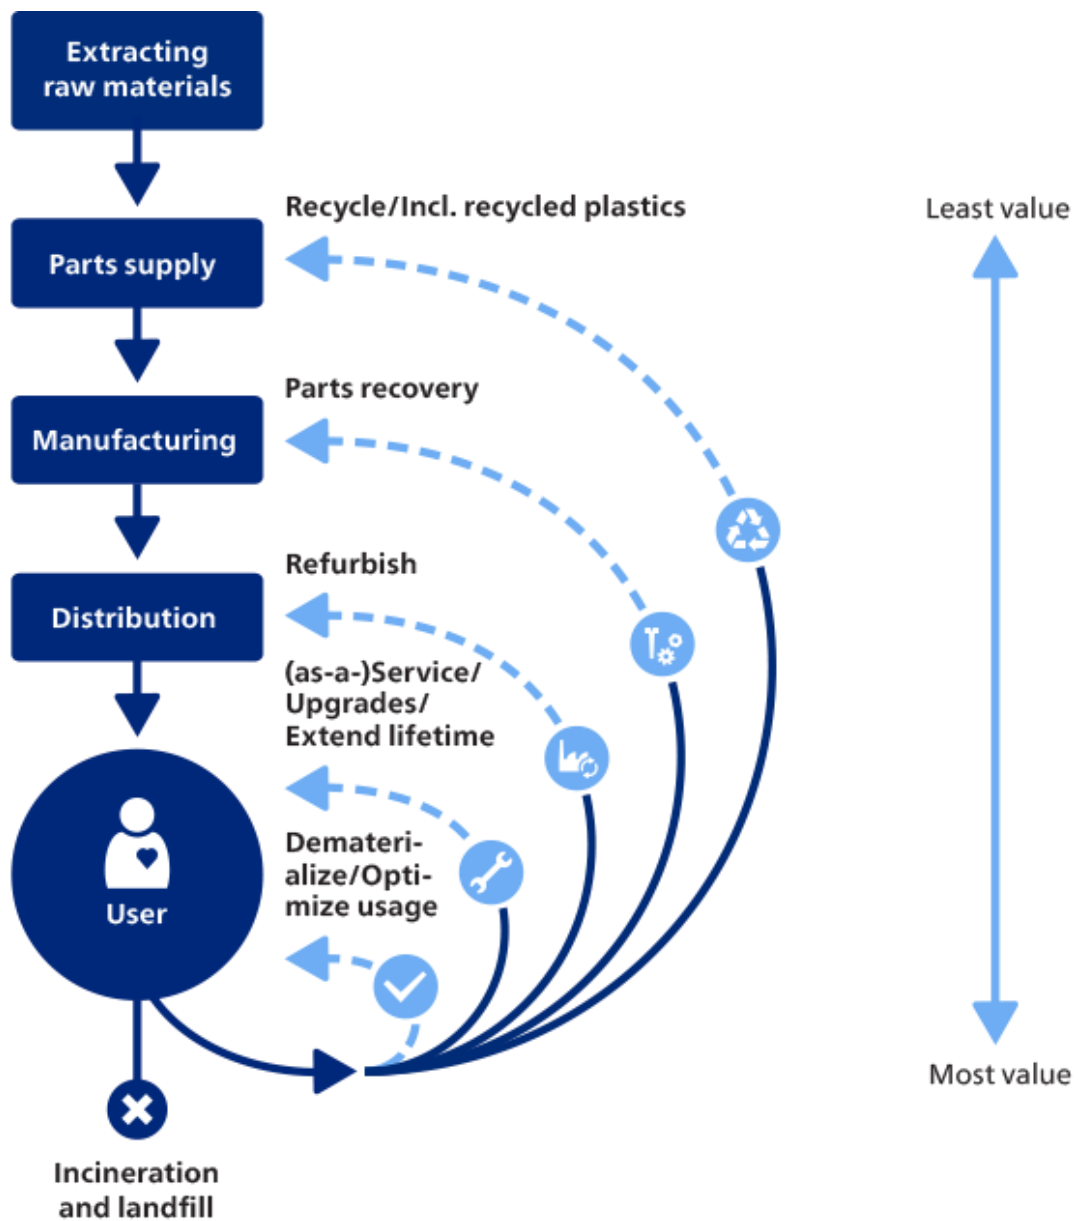 Extracting
raw materials
Recycle/Incl. recycled plastics
Least value
Parts supply
Parts recovery
Manufacturing
Refurbish
Distribution
(as-a-)Service/
Upgrades/
Extend lifetime
Demateri-
alize/Opti-
mize usage
User
Most value
Incineration
and landfill